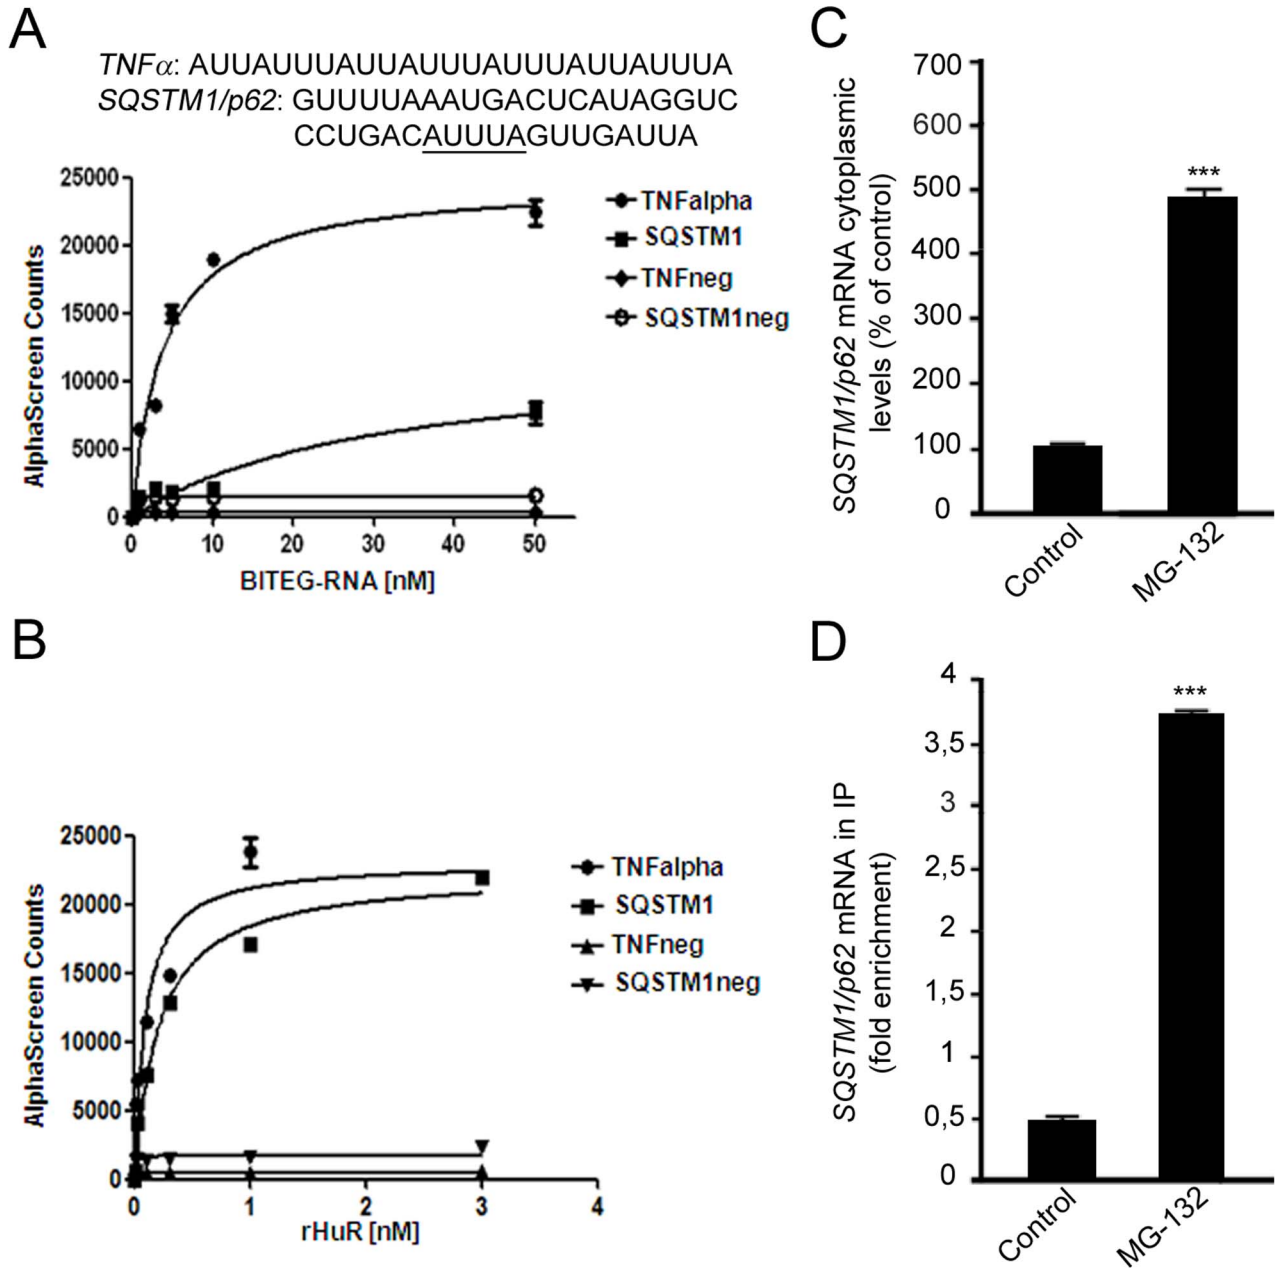 A
TNFα: AUUAUUUAUUAUUUAUUUAUUAUUUA
SQSTM1/p62: GUUUUAAAUGACUCAUAGGUC
CCUGACAUUUAGUUGAUUA
AlphaScreen Counts
25000
20000
15000
10000
5000
0
0 10 20 30 40 50
BITEG-RNA [nM]
TNFalpha
SQSTM1
TNFneg
SQSTM1neg
B
AlphaScreen Counts
25000
20000
15000
10000
5000
0
0 1 2 3 4
rHuR [nM]
TNFalpha
SQSTM1
TNFneg
SQSTM1neg
C
SQSTM1/p62 mRNA cytoplasmic
levels (% of control)
700
600
500
400
300
200
100
0
***
Control MG-132
D
SQSTM1/p62 mRNA in IP
(fold enrichment)
4
3,5
3
2,5
2
1,5
1
0,5
0
***
Control MG-132